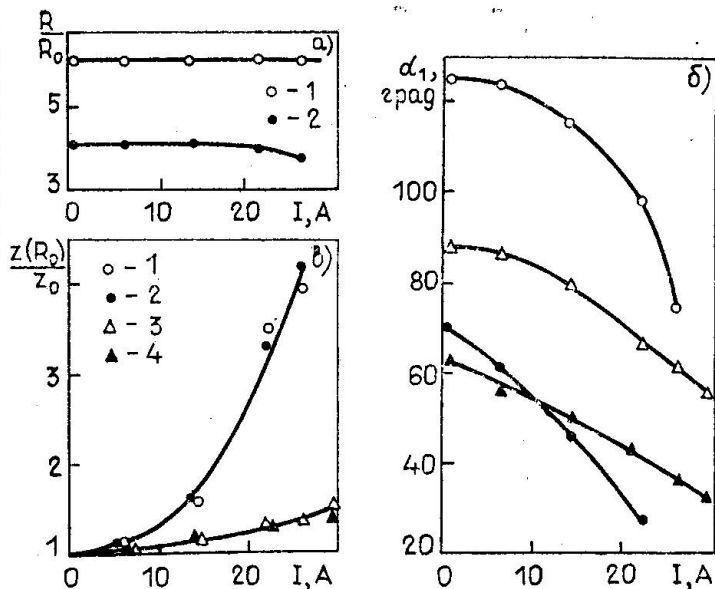 R
R₀
а)
5
3
○ - 1
● - 2
0 10 20 I, A
z(R₀)
z₀
в)
○ - 1
● - 2
△ - 3
▲ - 4
3
2
1
0 10 20 I, A
α₁,
град
б)
100
80
60
40
20
0 10 20 I, A